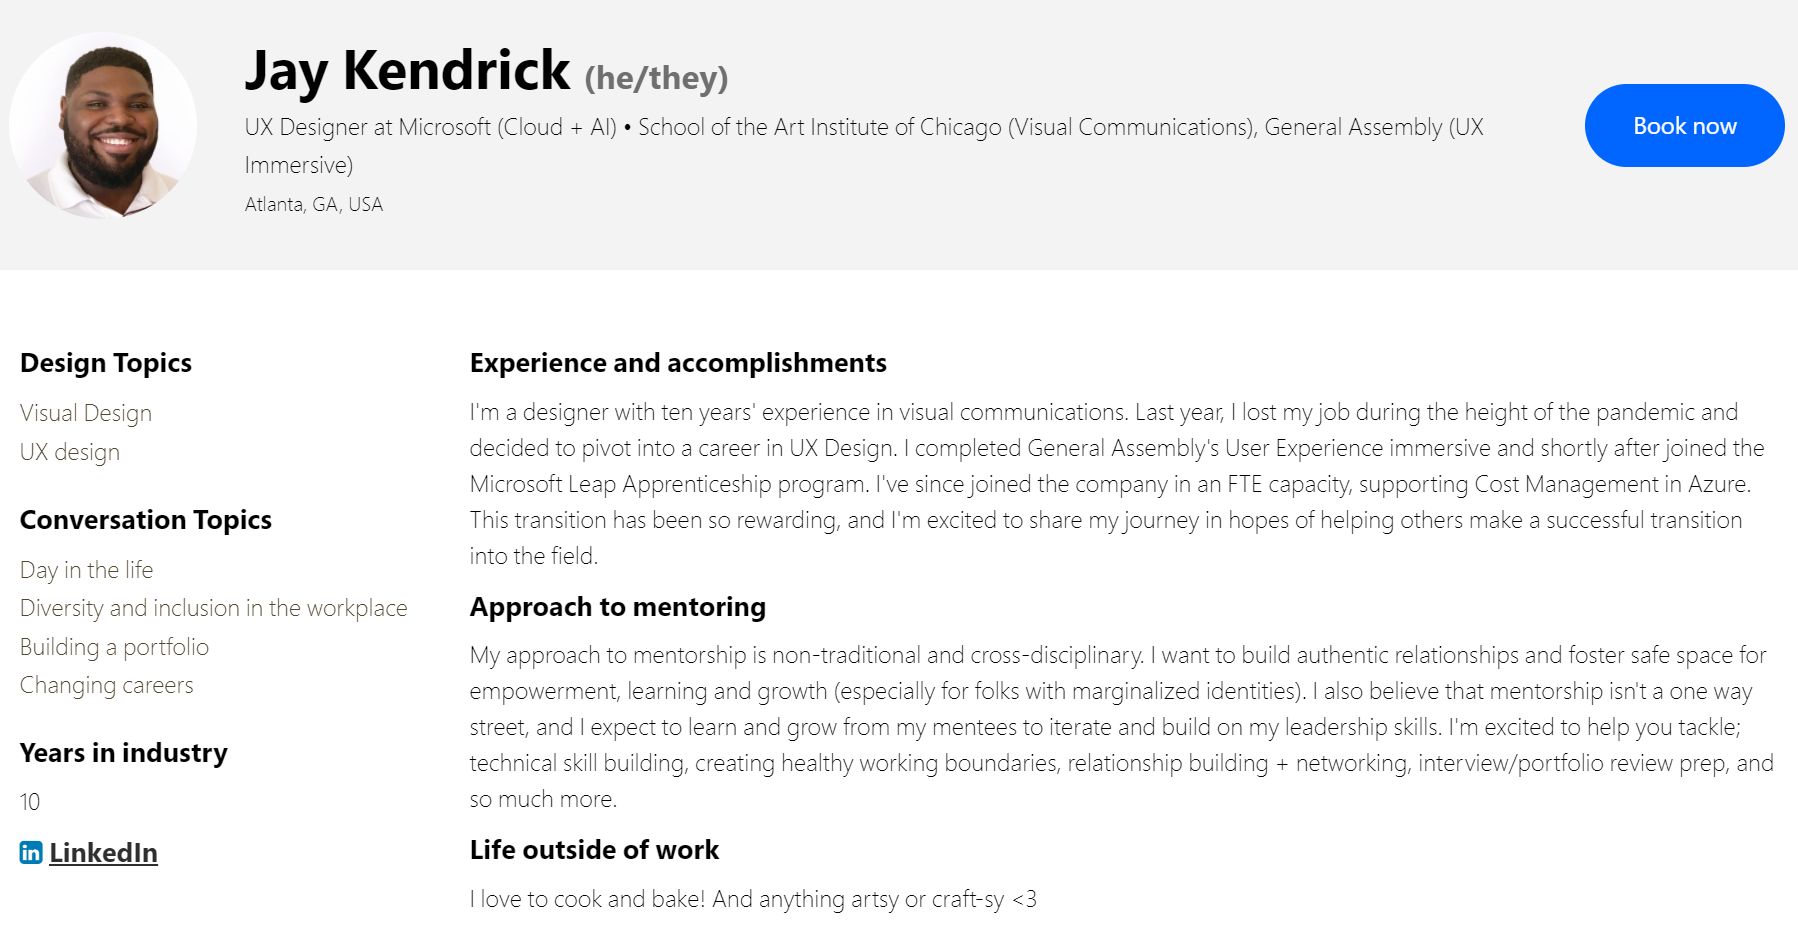 Jay Kendrick (he/they)
UX Designer at Microsoft (Cloud + AI) • School of the Art Institute of Chicago (Visual Communications), General Assembly (UX
Immersive)
Atlanta, GA, USA
Book now
Design Topics
Visual Design
UX design
Conversation Topics
Day in the life
Diversity and inclusion in the workplace
Building a portfolio
Changing careers
Years in industry
10
in LinkedIn
Experience and accomplishments
I'm a designer with ten years' experience in visual communications. Last year, I lost my job during the height of the pandemic and
decided to pivot into a career in UX Design. I completed General Assembly's User Experience immersive and shortly after joined the
Microsoft Leap Apprenticeship program. I've since joined the company in an FTE capacity, supporting Cost Management in Azure.
This transition has been so rewarding, and I'm excited to share my journey in hopes of helping others make a successful transition
into the field.
Approach to mentoring
My approach to mentorship is non-traditional and cross-disciplinary. I want to build authentic relationships and foster safe space for
empowerment, learning and growth (especially for folks with marginalized identities). I also believe that mentorship isn't a one way
street, and I expect to learn and grow from my mentees to iterate and build on my leadership skills. I'm excited to help you tackle;
technical skill building, creating healthy working boundaries, relationship building + networking, interview/portfolio review prep, and
so much more.
Life outside of work
I love to cook and bake! And anything artsy or craft-sy <3